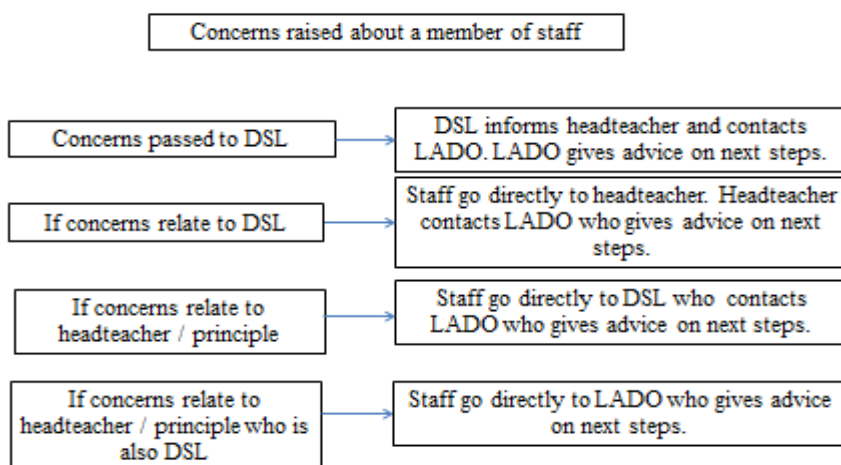 Concerns raised about a member of staff
Concerns passed to DSL
DSL informs headteacher and contacts
LADO. LADO gives advice on next steps.
If concerns relate to DSL
Staff go directly to headteacher. Headteacher
contacts LADO who gives advice on next
steps.
If concerns relate to
headteacher / principle
Staff go directly to DSL who contacts
LADO who gives advice on next steps.
If concerns relate to
headteacher / principle who is
also DSL
Staff go directly to LADO who gives advice
on next steps.